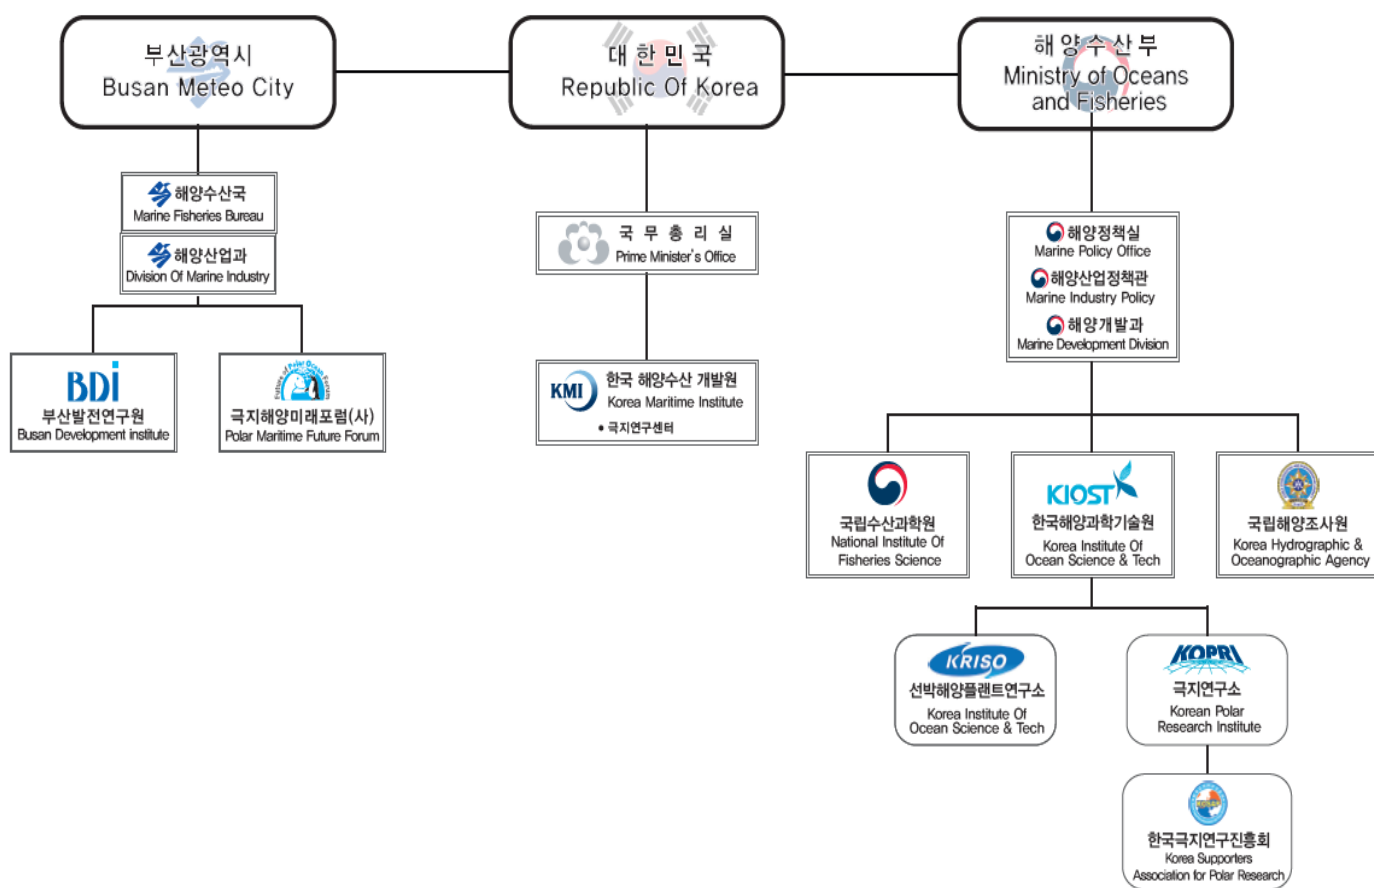 부산광역시
Busan Meteo City
대한민국
Republic Of Korea
해양수산부
Ministry of Oceans
and Fisheries
해양수산국
Marine Fisheries Bureau
해양산업과
Division Of Marine Industry
BDi
부산발전연구원
Busan Development institute
Future of Polar Ocean Forum
극지해양미래포럼(사)
Polar Maritime Future Forum
국무총리실
Prime Minister's Office
KMI
한국 해양수산 개발원
Korea Maritime Institute
• 극지연구센터
해양정책실
Marine Policy Office
해양산업정책관
Marine Industry Policy
해양개발과
Marine Development Division
국립수산과학원
National Institute Of
Fisheries Science
KIOST
한국해양과학기술원
Korea Institute Of
Ocean Science & Tech
국립해양조사원
Korea Hydrographic &
Oceanographic Agency
KRISO
선박해양플랜트연구소
Korea Institute Of
Ocean Science & Tech
KOPRI
극지연구소
Korean Polar
Research Institute
한국극지연구진흥회
Korea Supporters
Association for Polar Research